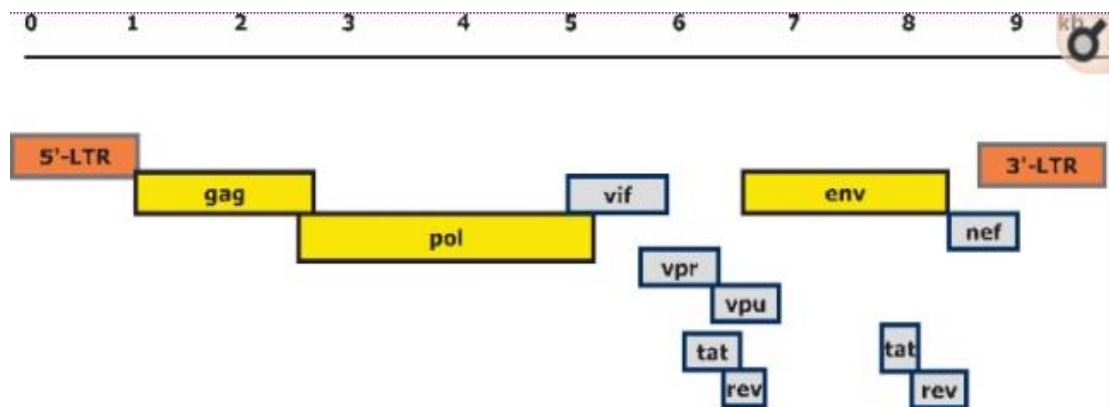 0 1 2 3 4 5 6 7 8 9 kb
5'-LTR
3'-LTR
gag
vif
env
pol
nef
vpr
vpu
tat
tat
rev
rev